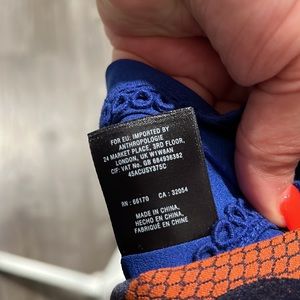 FOR EU: IMPORTED BY
ANTHROPOLOGIE
24 MARKET PLACE, 3RD FLOOR,
LONDON, UK W1W8AN
CIF: VAT No. GB 684936382
45ACUSY375C
RN : 66170 CA : 32054
MADE IN CHINA,
HECHO EN CHINA,
FABRIQUÉ EN CHINE